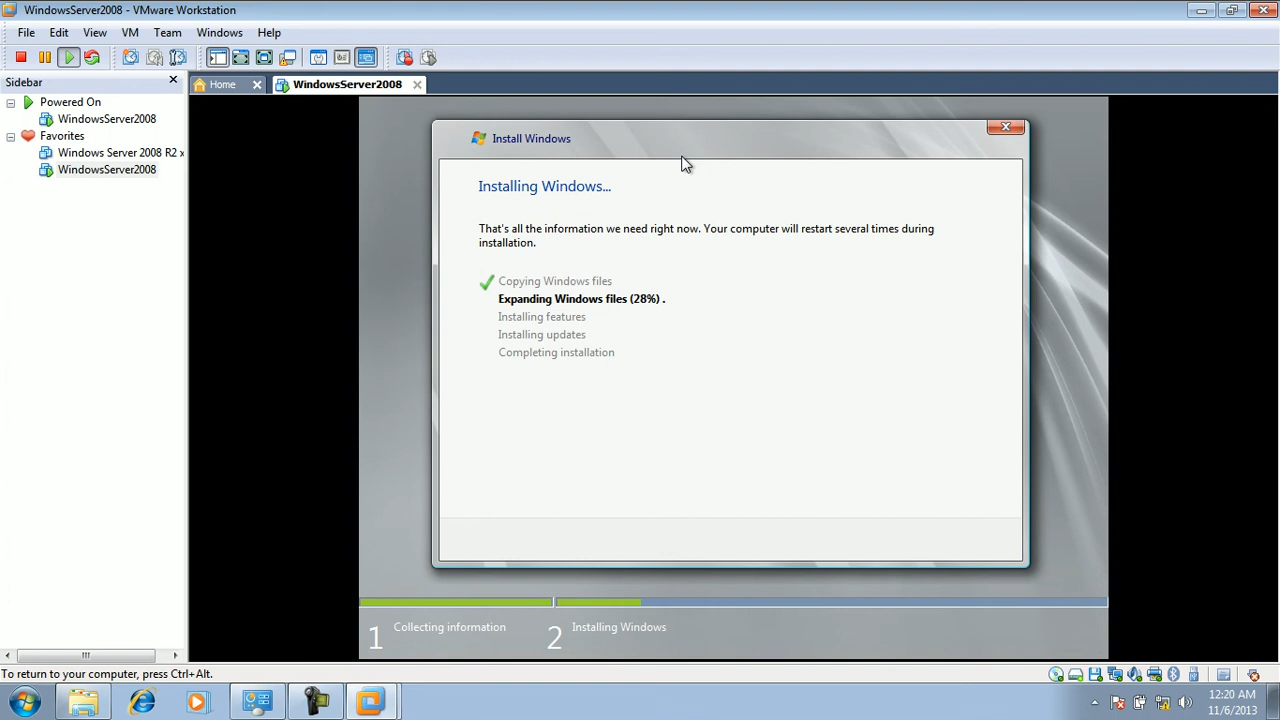 WindowsServer2008 - VMware Workstation
File Edit View VM Team Windows Help
Sidebar
Home
WindowsServer2008
Powered On
WindowsServer2008
Favorites
Windows Server 2008 R2 x
WindowsServer2008
Install Windows
Installing Windows...
That's all the information we need right now. Your computer will restart several times during
installation.
Copying Windows files
Expanding Windows files (28%) .
Installing features
Installing updates
Completing installation
1 Collecting information
2 Installing Windows
To return to your computer, press Ctrl+Alt.
12:20 AM
11/6/2013